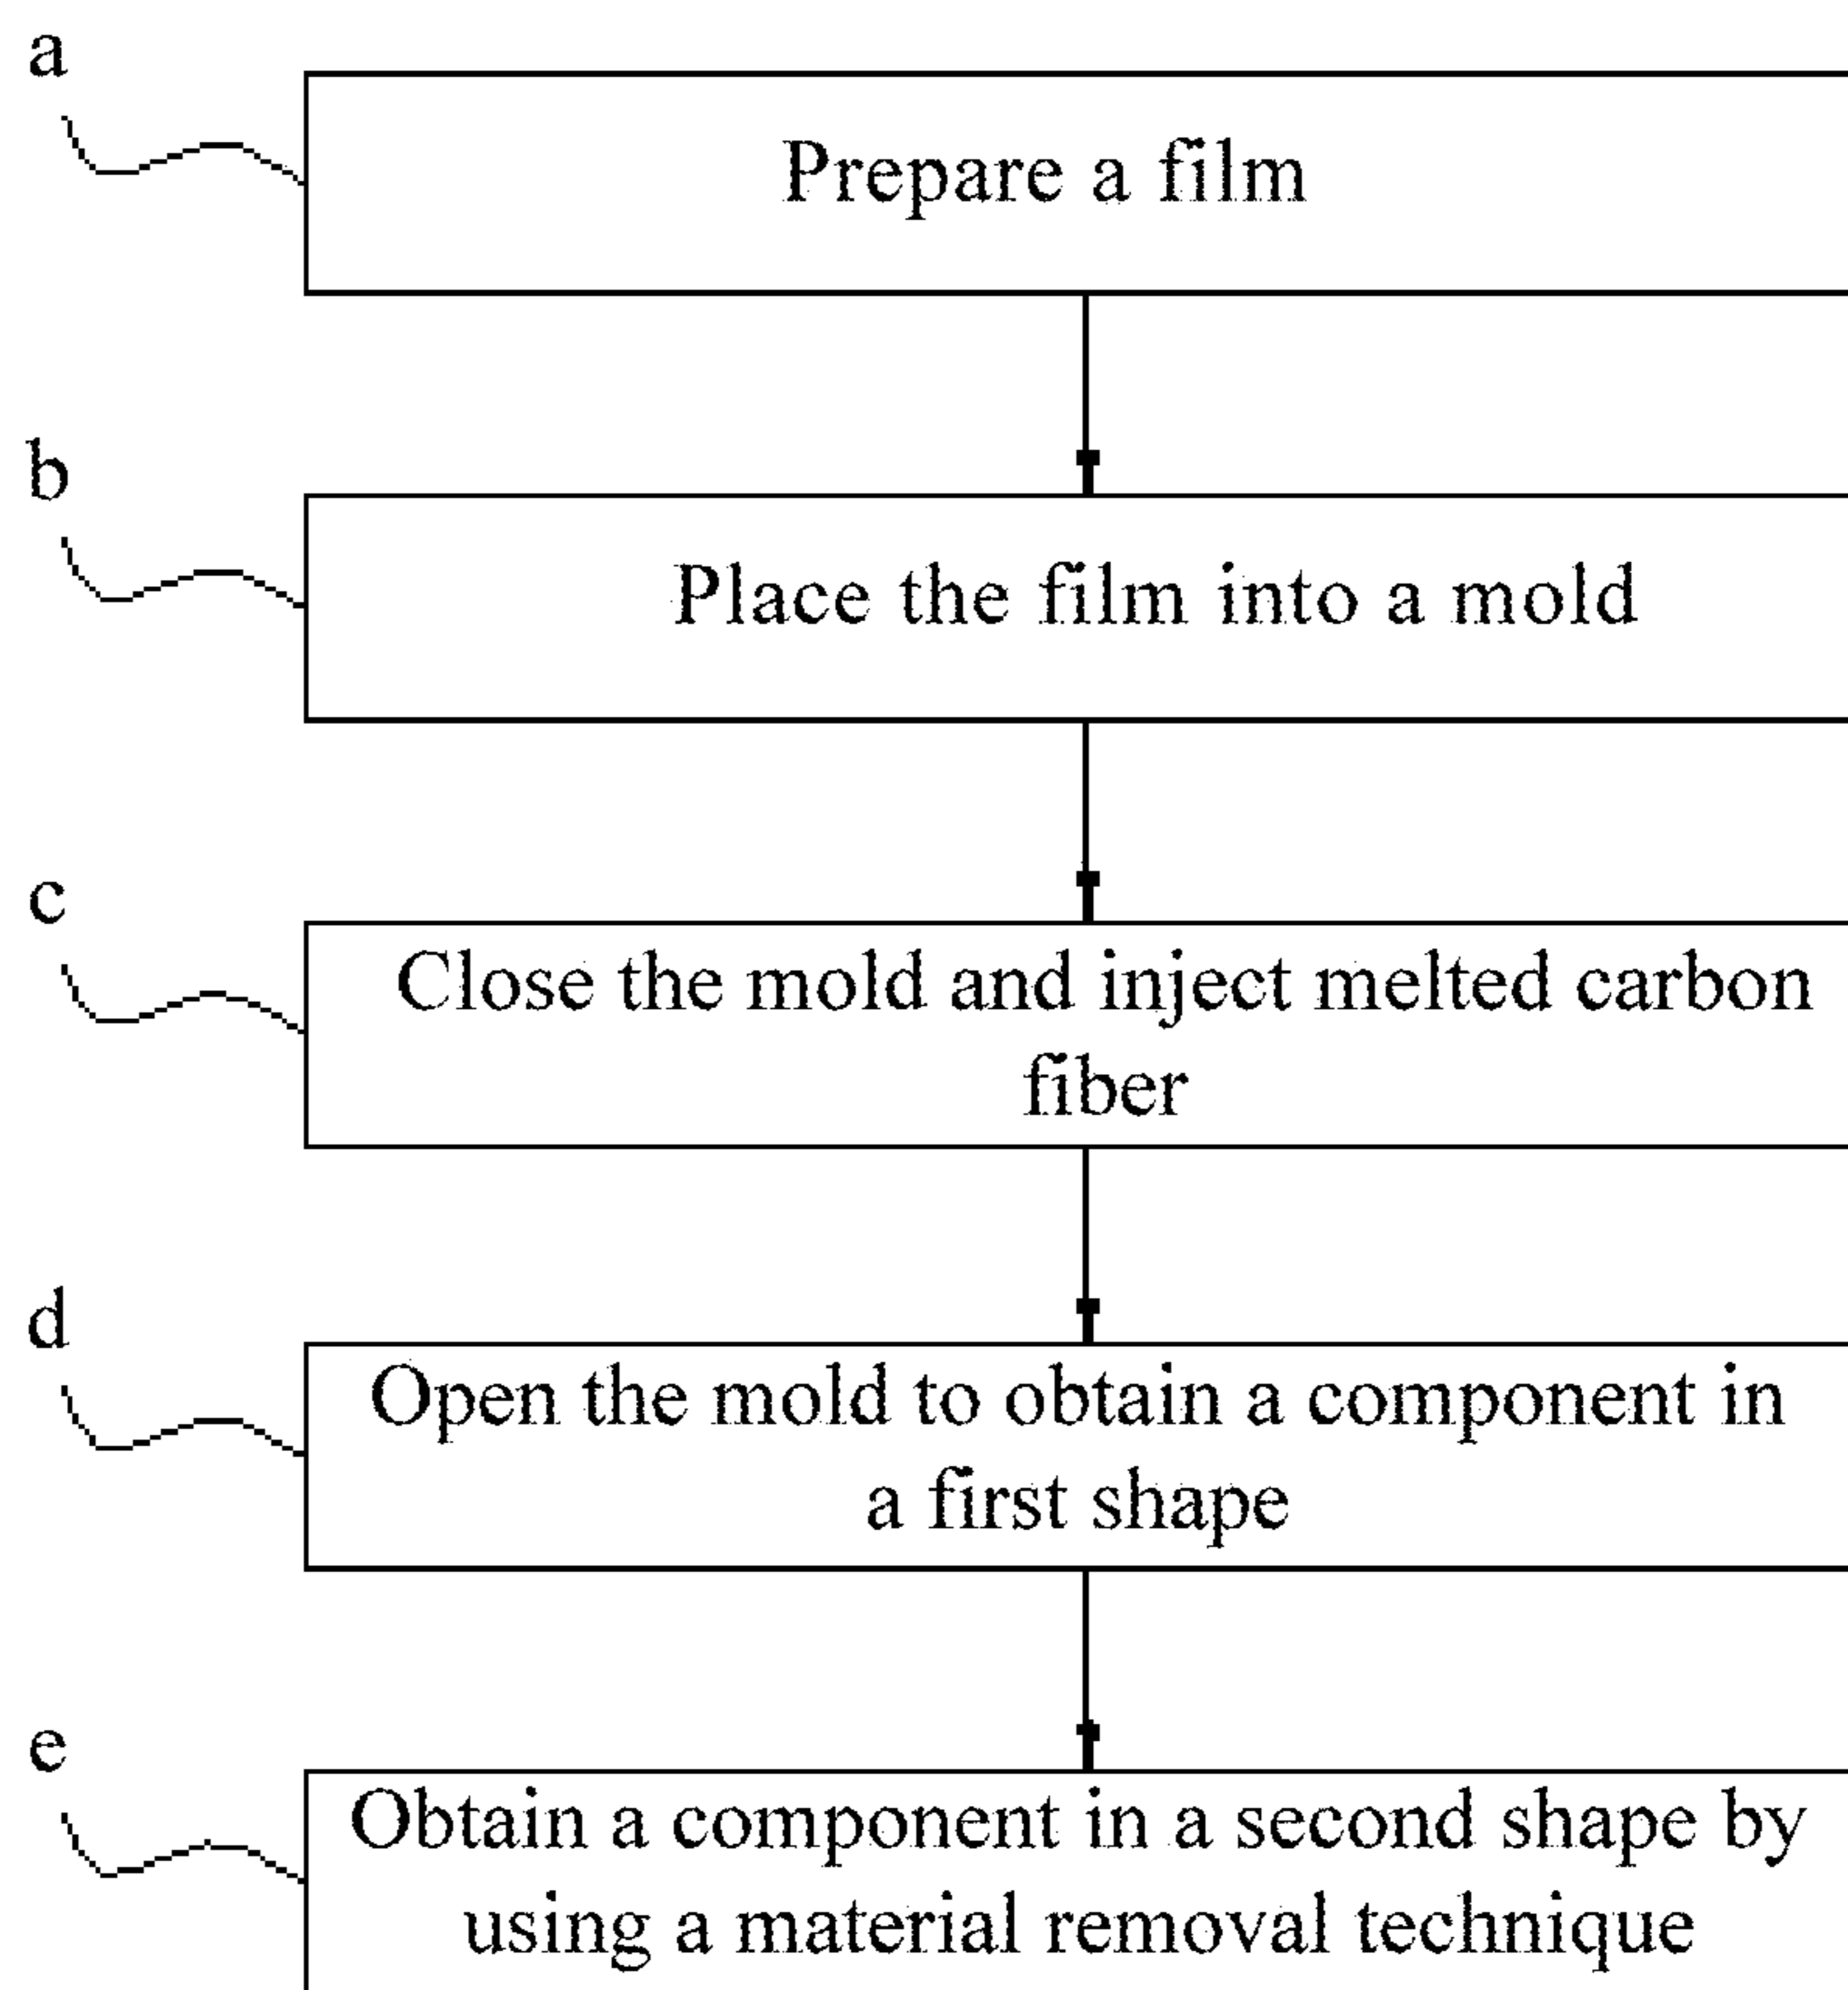 a
Prepare a film
b
Place the film into a mold
c
Close the mold and inject melted carbon
fiber
d
Open the mold to obtain a component in
a first shape
e
Obtain a component in a second shape by
using a material removal technique